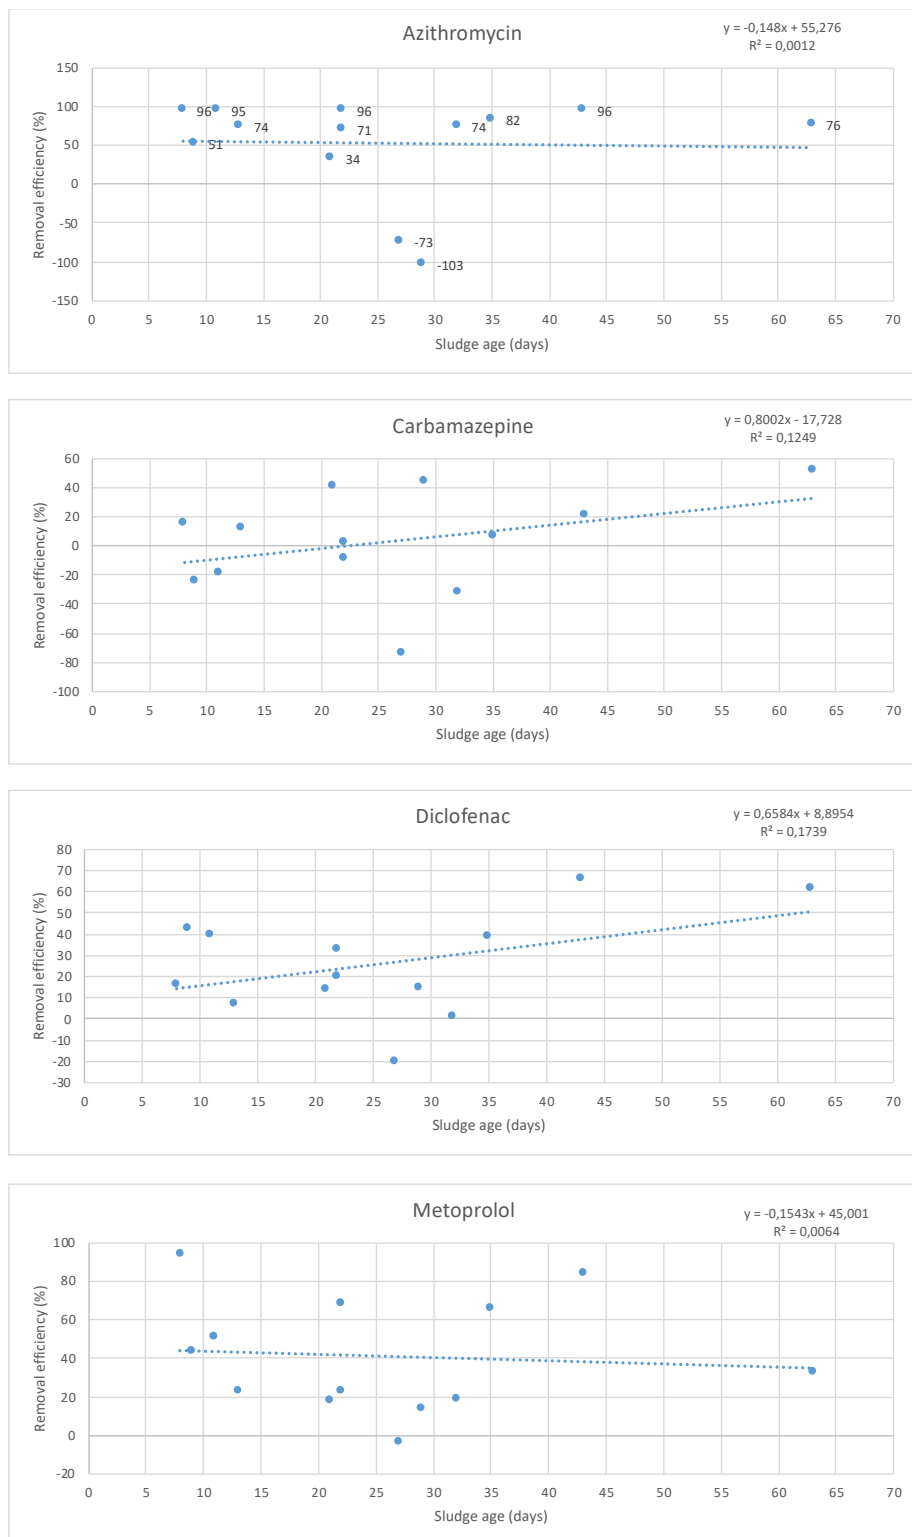 Azithromycin
y = -0,148x + 55,276
R² = 0,0012
Removal efficiency (%)
150
100
50
0
-50
-100
-150
96
95
96
96
74
71
74
82
76
51
34
-73
-103
0 5 10 15 20 25 30 35 40 45 50 55 60 65 70
Sludge age (days)
Carbamazepine
y = 0,8002x - 17,728
R² = 0,1249
Removal efficiency (%)
60
40
20
0
-20
-40
-60
-80
-100
0 5 10 15 20 25 30 35 40 45 50 55 60 65 70
Sludge age (days)
Diclofenac
y = 0,6584x + 8,8954
R² = 0,1739
Removal efficiency (%)
80
70
60
50
40
30
20
10
0
-10
-20
-30
0 5 10 15 20 25 30 35 40 45 50 55 60 65 70
Sludge age (days)
Metoprolol
y = -0,1543x + 45,001
R² = 0,0064
Removal efficiency (%)
100
80
60
40
20
0
-20
0 5 10 15 20 25 30 35 40 45 50 55 60 65 70
Sludge age (days)